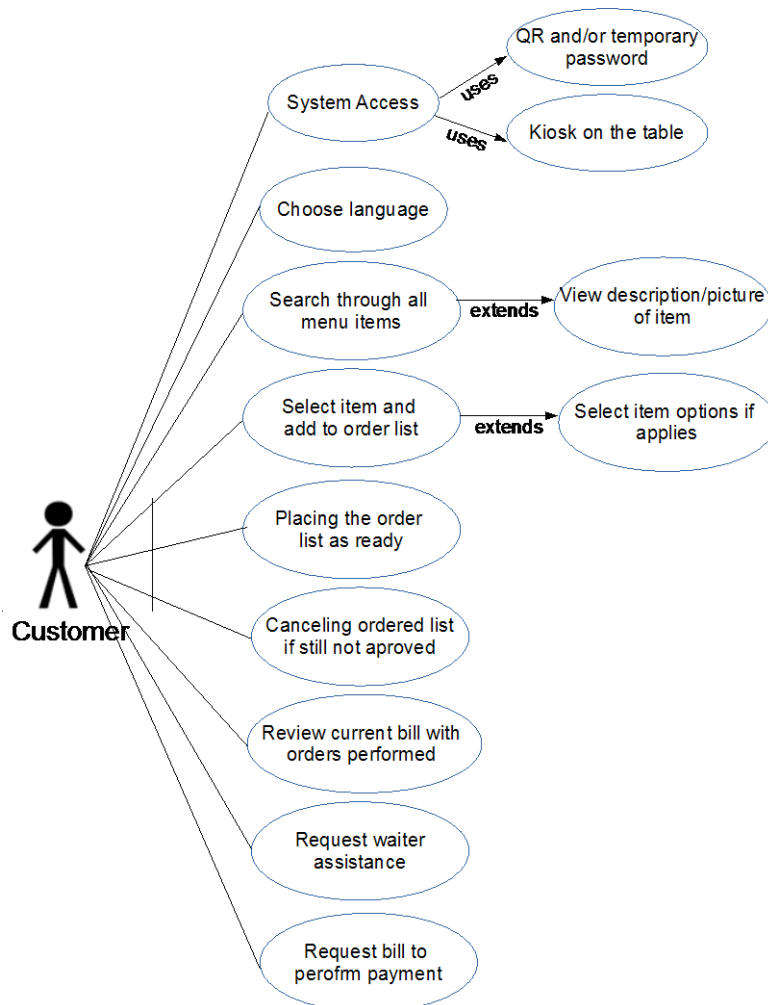 QR and/or temporary
password
System Access
uses
uses
Kiosk on the table
Choose language
Search through all
menu items
extends
View description/picture
of item
Select item and
add to order list
extends
Select item options if
applies
Placing the order
list as ready
Customer
Canceling ordered list
if still not aproved
Review current bill with
orders performed
Request waiter
assistance
Request bill to
perofrm payment